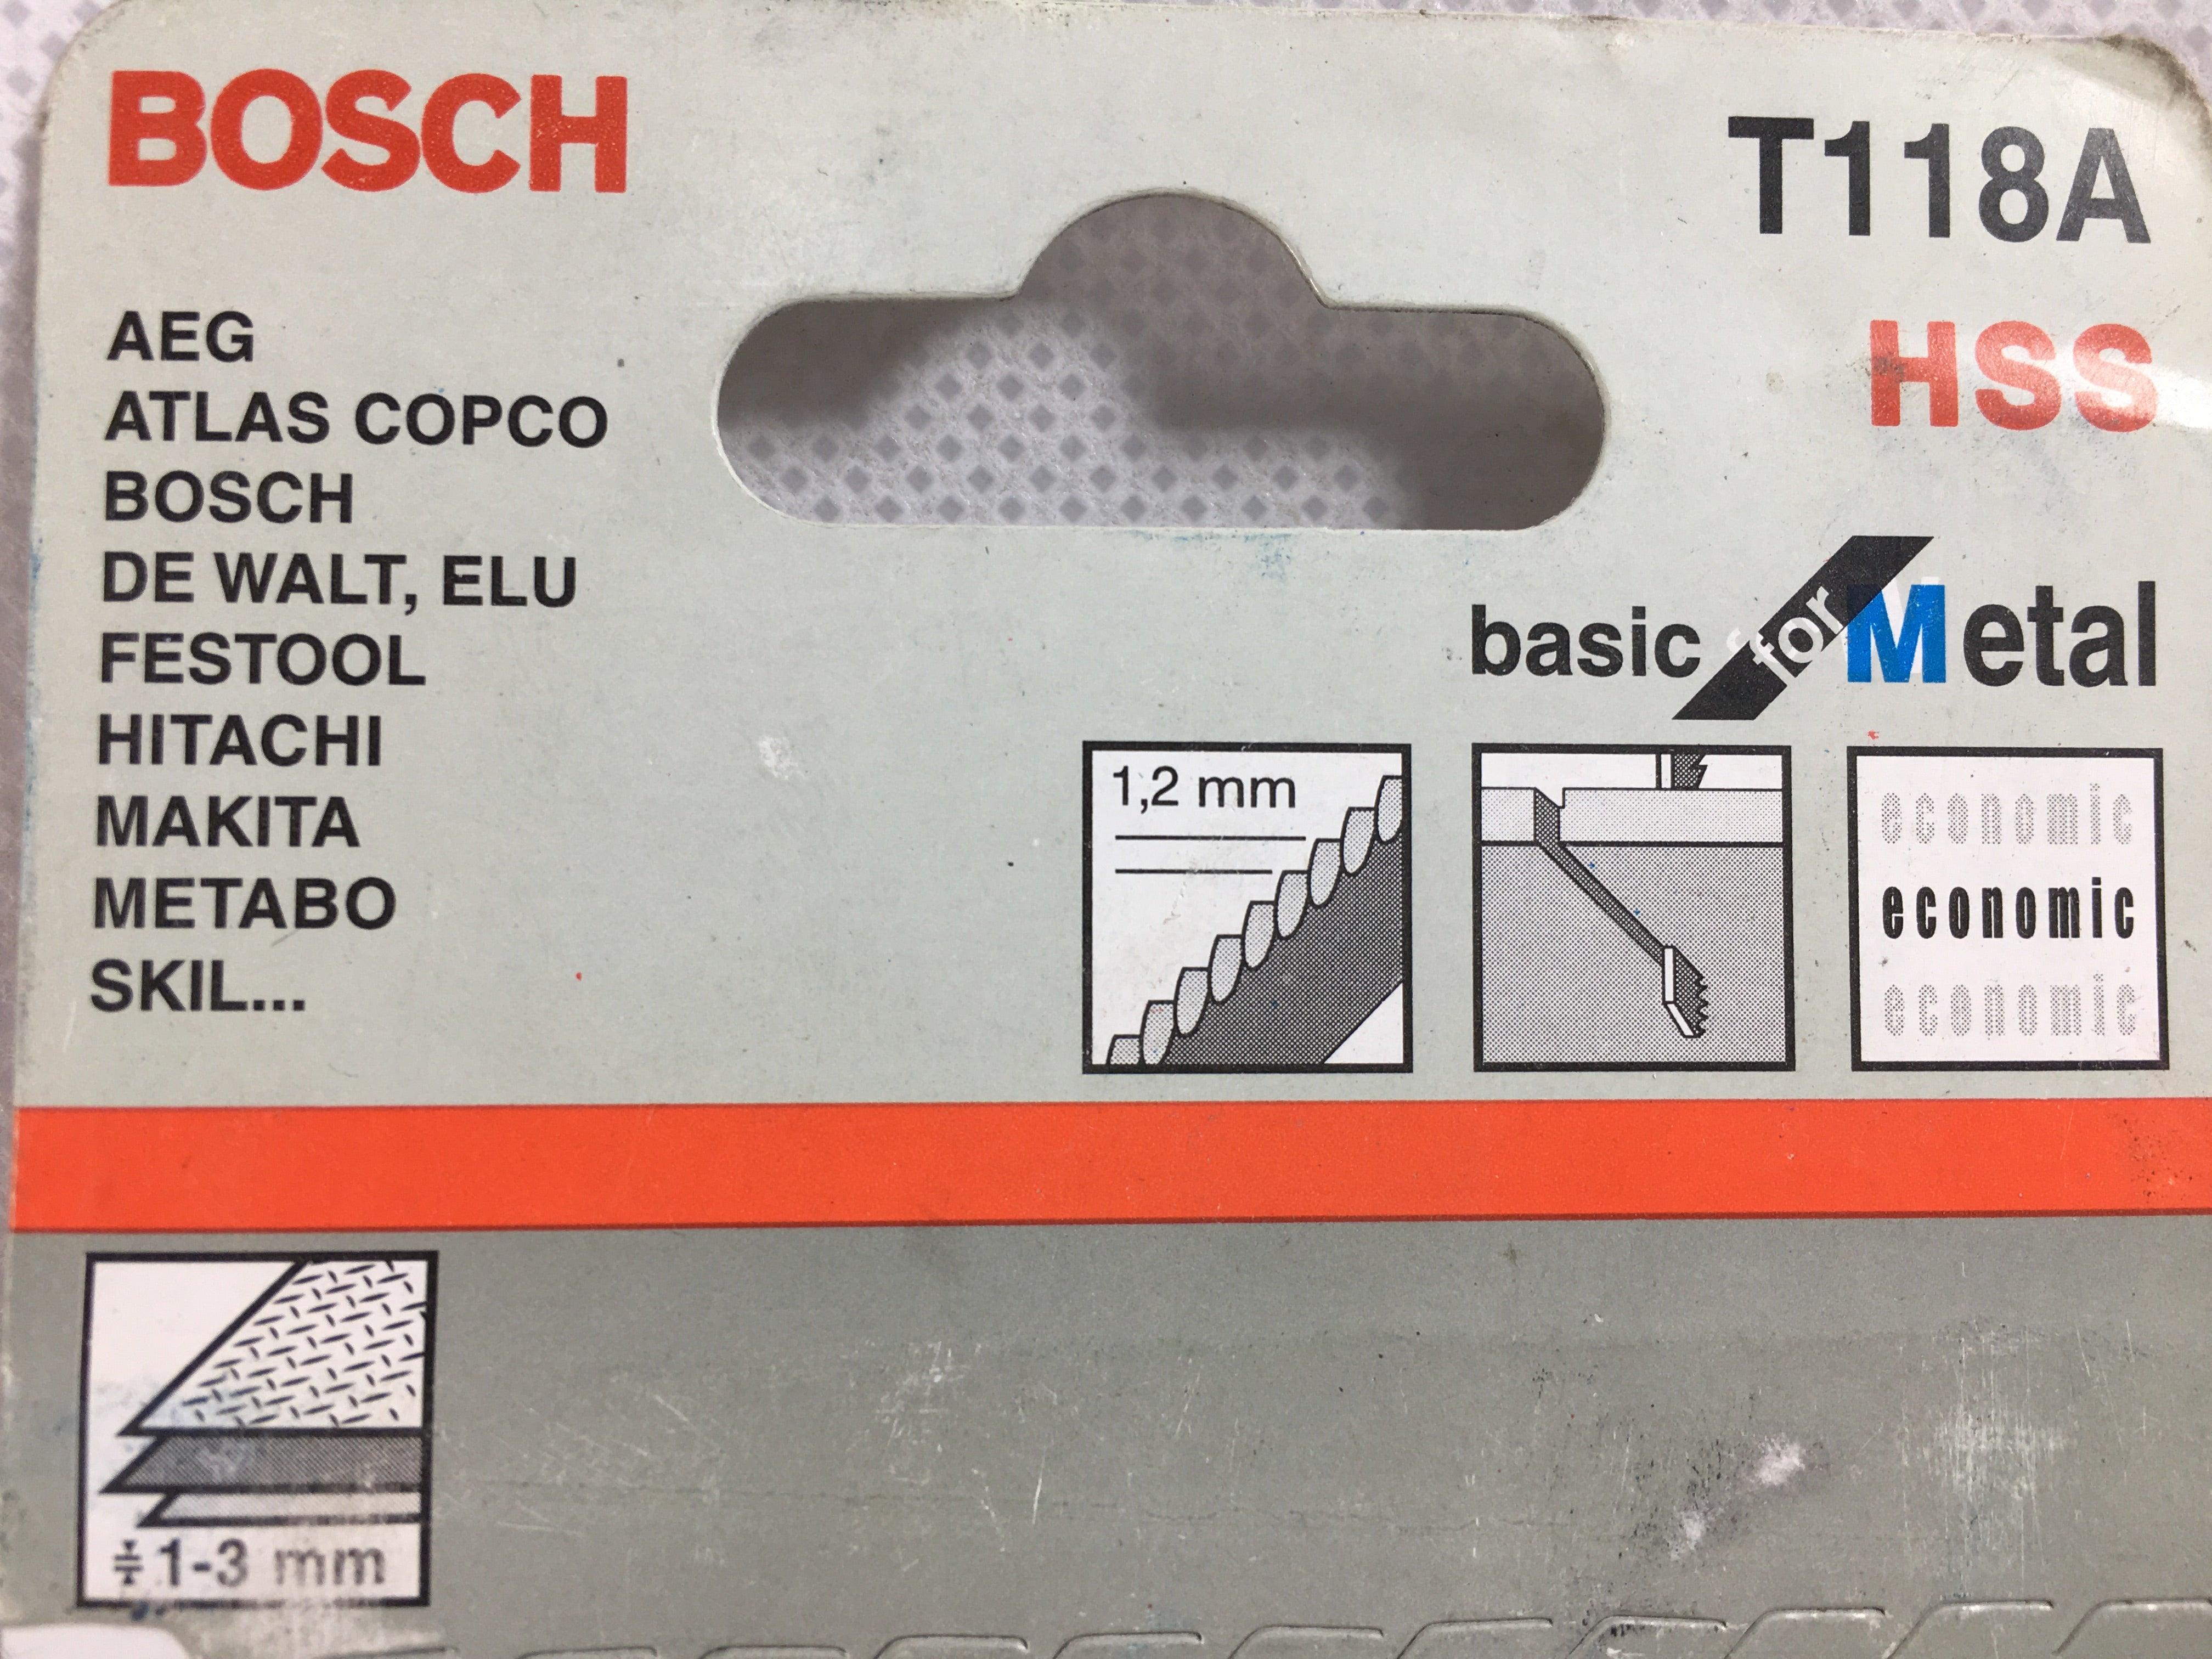 BOSCH
T118A
HSS
AEG
ATLAS COPCO
BOSCH
DE WALT, ELU
FESTOOL
HITACHI
MAKITA
METABO
SKIL...
basic for Metal
1,2 mm
economic
economic
economic
1-3 mm